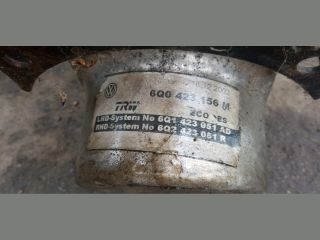 6Q0 423 156 M
TRW
LHD-System No 6Q1 423 051 AD
RHD-System No 6Q2 423 051 R